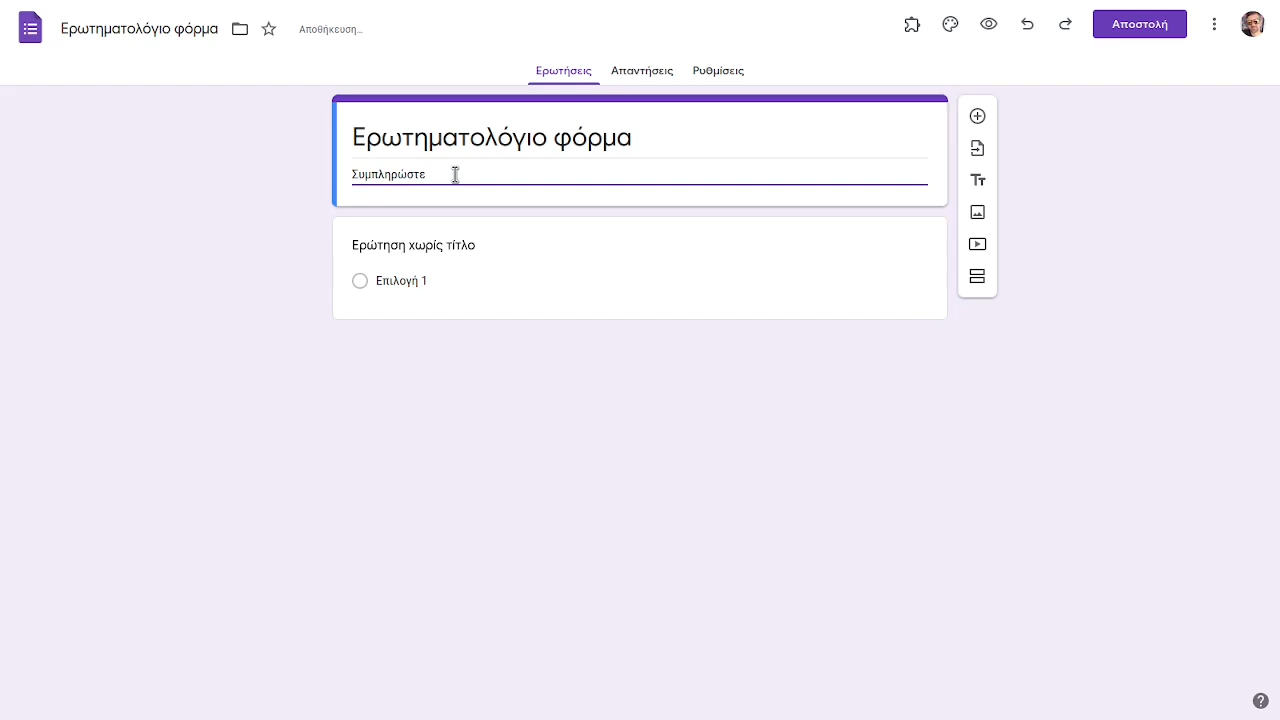 Ερωτηματολόγιο φόρμα
Αποθήκευση...
Αποστολή
Ερωτήσεις
Απαντήσεις
Ρυθμίσεις
Ερωτηματολόγιο φόρμα
Συμπληρώστε
Ερώτηση χωρίς τίτλο
Επιλογή 1